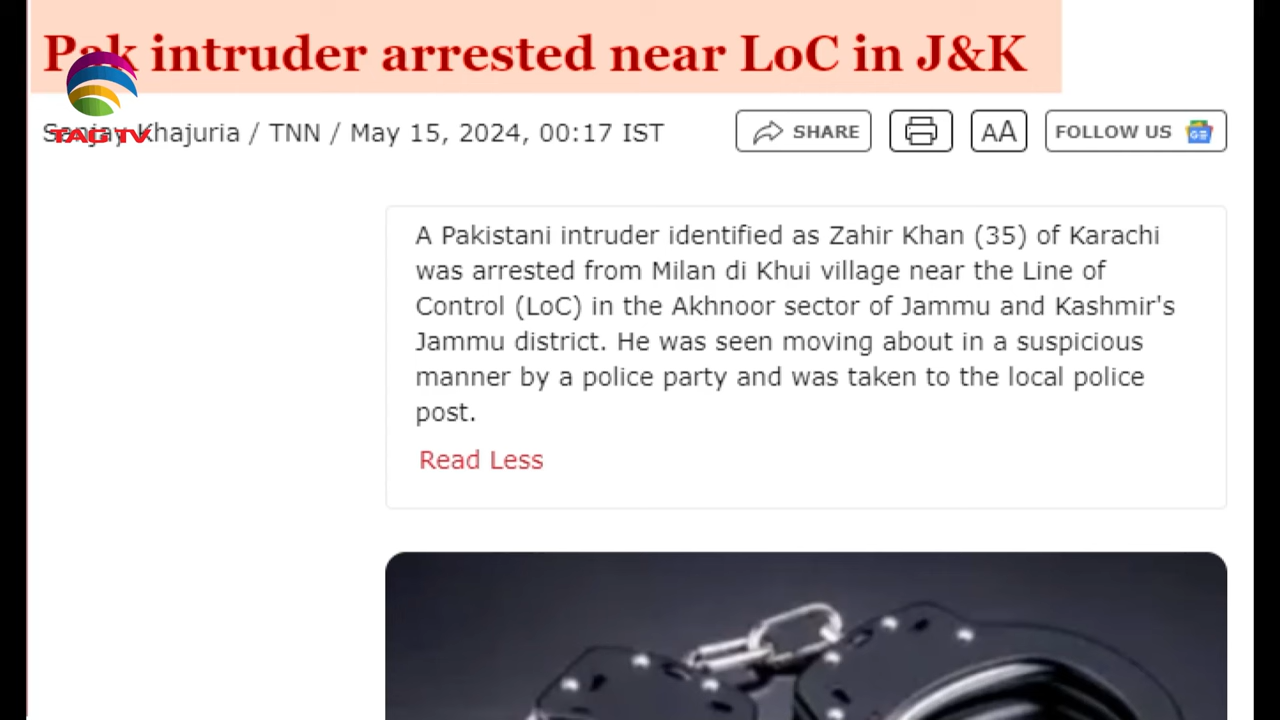 Pak intruder arrested near LoC in J&K
TAG TV
Sanjay Khajuria / TNN / May 15, 2024, 00:17 IST
SHARE
AA
FOLLOW US
GE
A Pakistani intruder identified as Zahir Khan (35) of Karachi
was arrested from Milan di Khui village near the Line of
Control (LoC) in the Akhnoor sector of Jammu and Kashmir's
Jammu district. He was seen moving about in a suspicious
manner by a police party and was taken to the local police
post.
Read Less